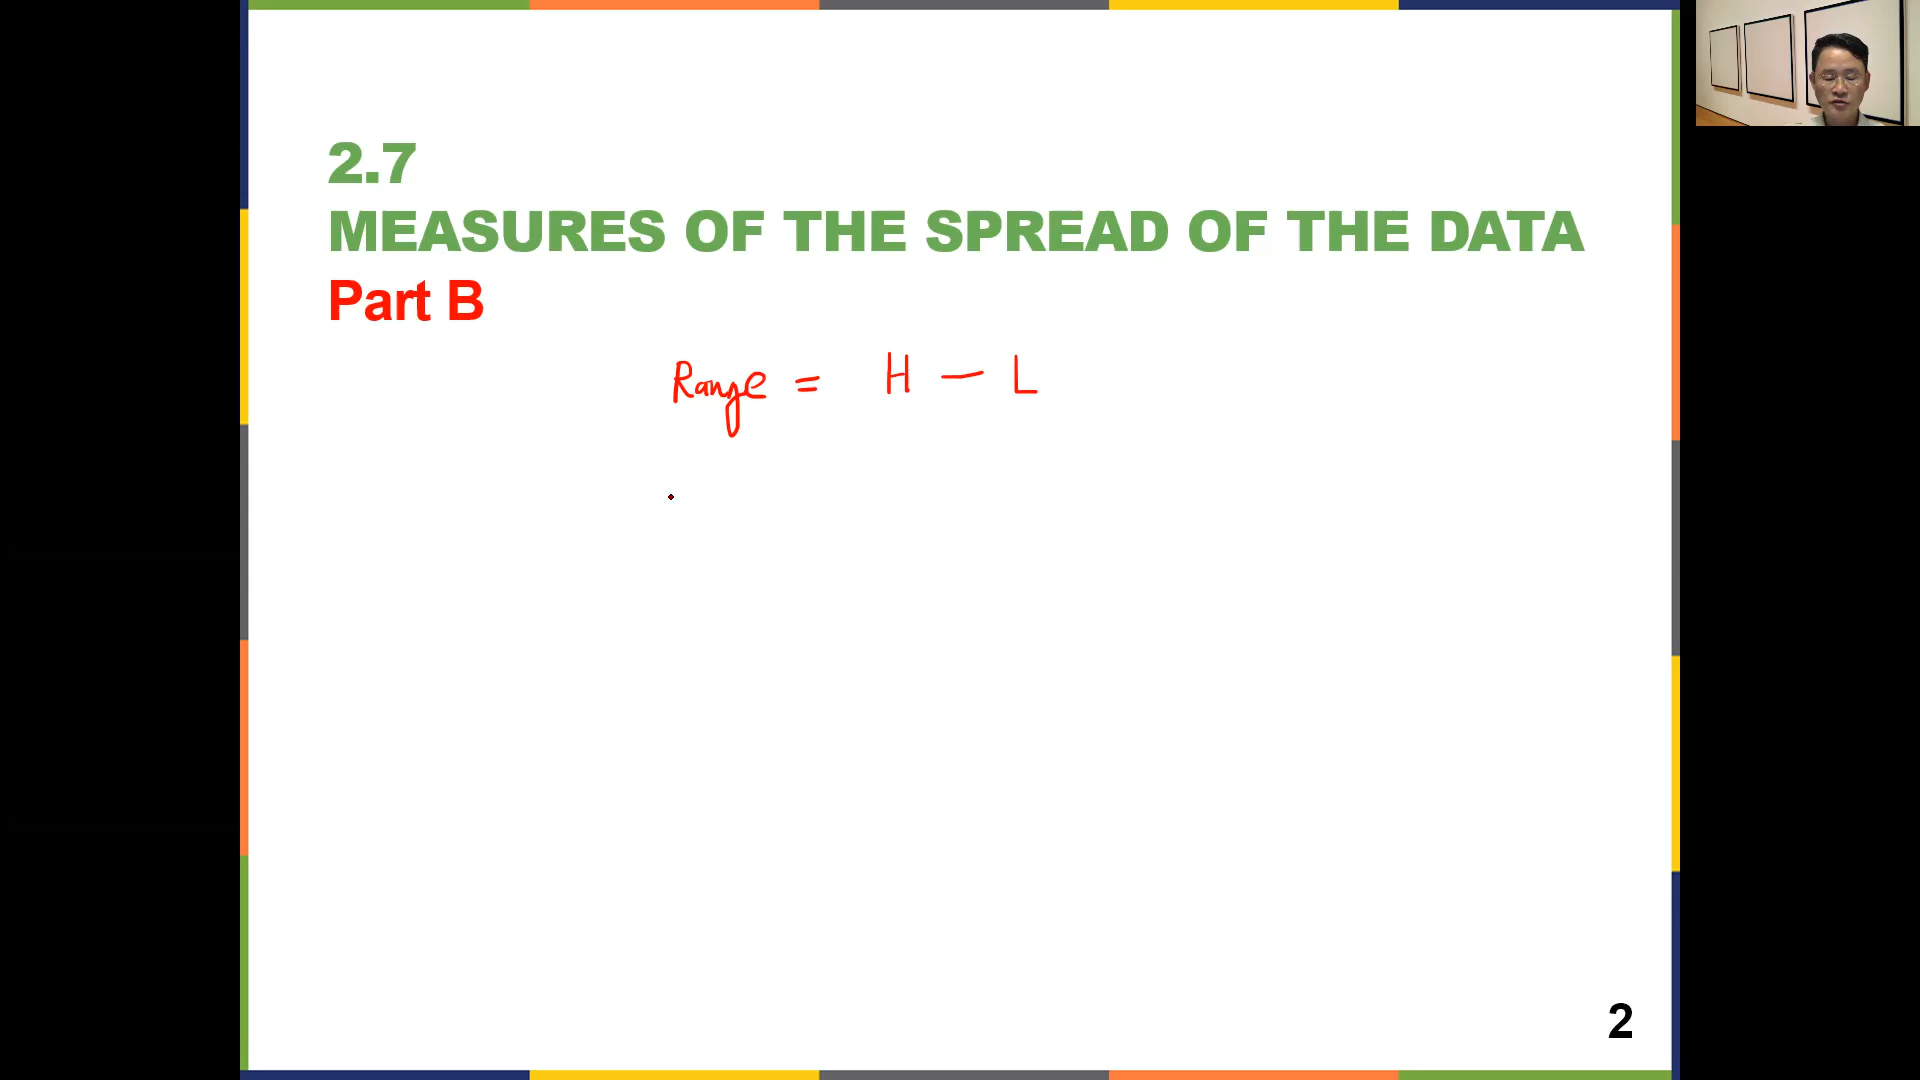 2.7
MEASURES OF THE SPREAD OF THE DATA
Part B
Range = H - L
2